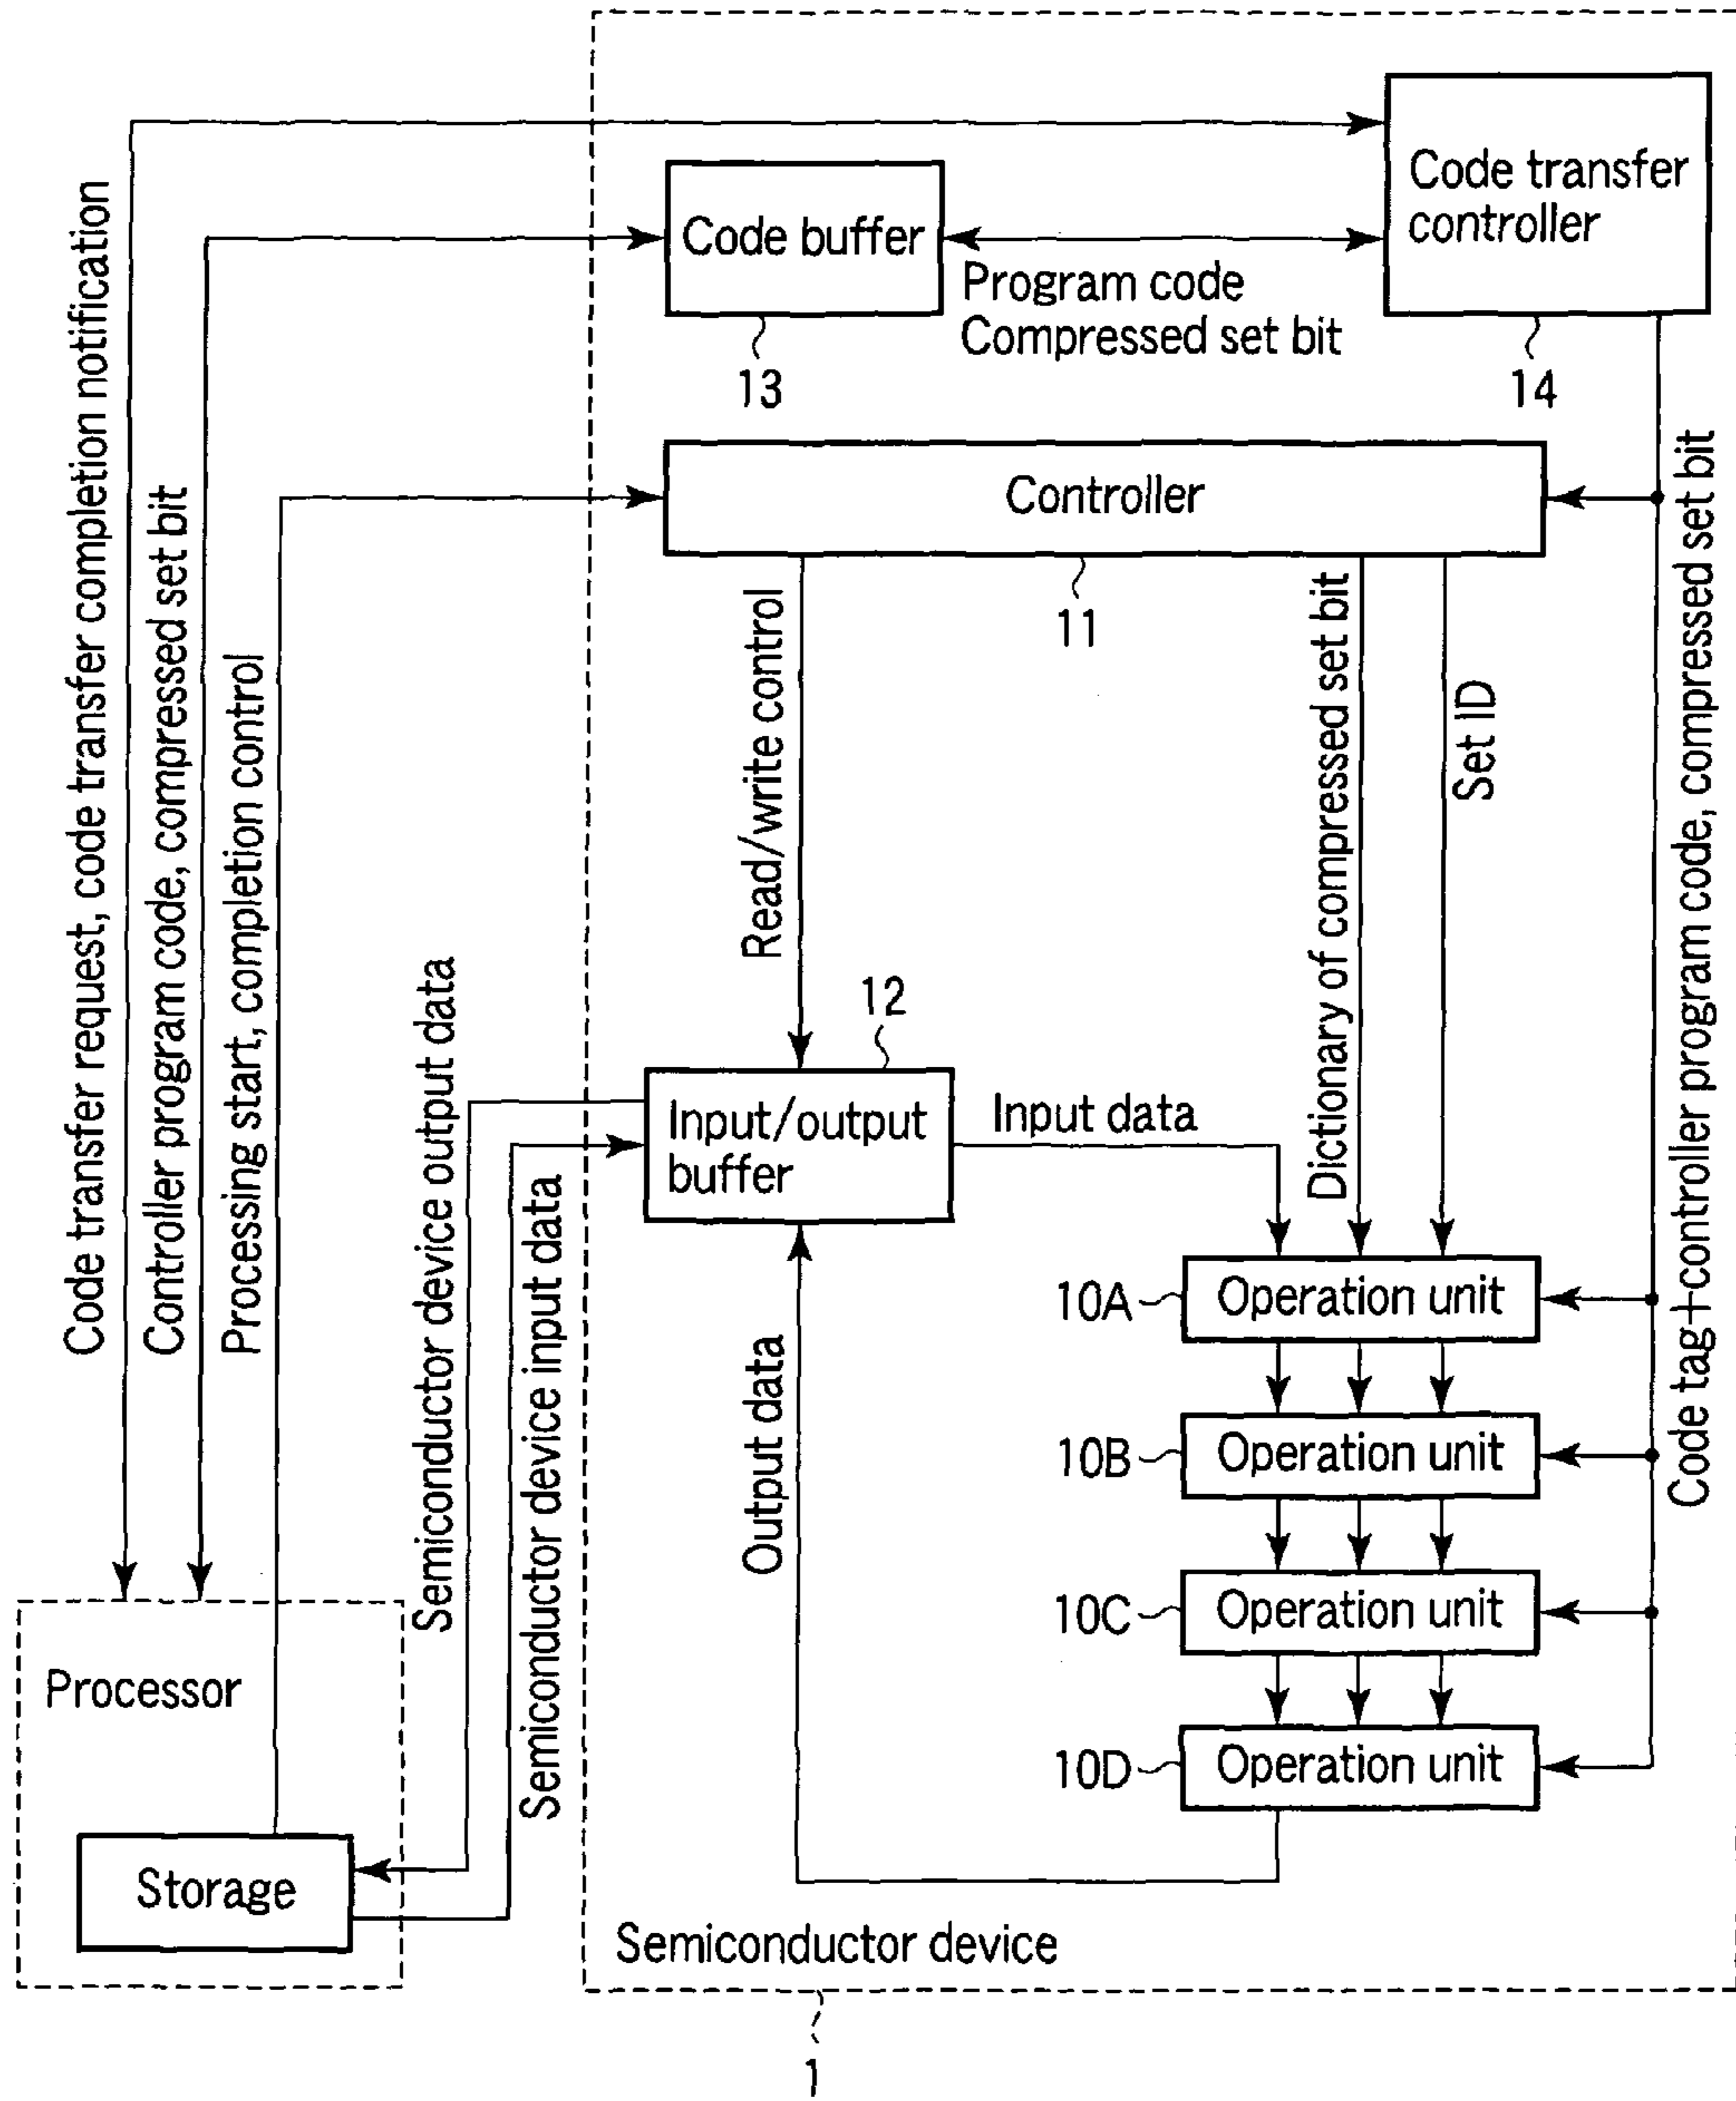 Code transfer
controller
14
Code buffer
13
Program code
Compressed set bit
Controller
11
Code transfer request, code transfer completion notification
Controller program code, compressed set bit
Processing start, completion control
Semiconductor device output data
Semiconductor device input data
Read/write control
Dictionary of compressed set bit
Set ID
Code tag+controller program code, compressed set bit
12
Input/output
buffer
Input data
Output data
10A
Operation unit
10B
Operation unit
10C
Operation unit
10D
Operation unit
Processor
Storage
Semiconductor device
1